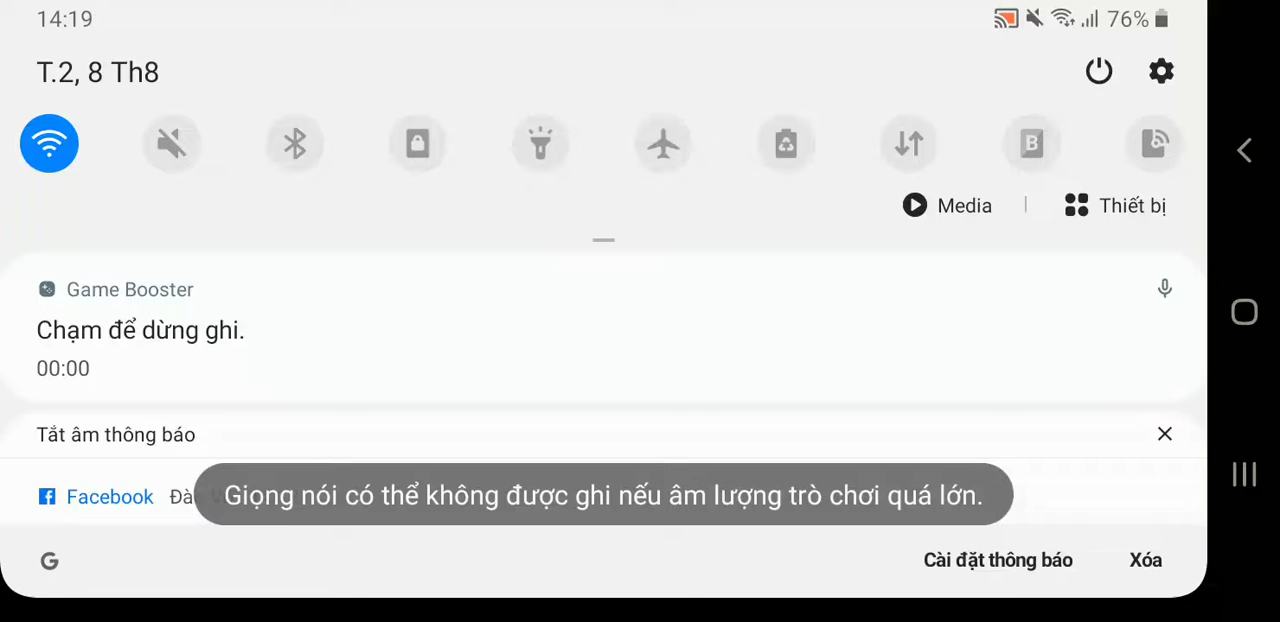 14:19
76%
T.2, 8 Th8
Media
Thiết bị
Game Booster
Chạm để dừng ghi.
00:00
Tắt âm thông báo
Facebook
Giọng nói có thể không được ghi nếu âm lượng trò chơi quá lớn.
Cài đặt thông báo
Xóa